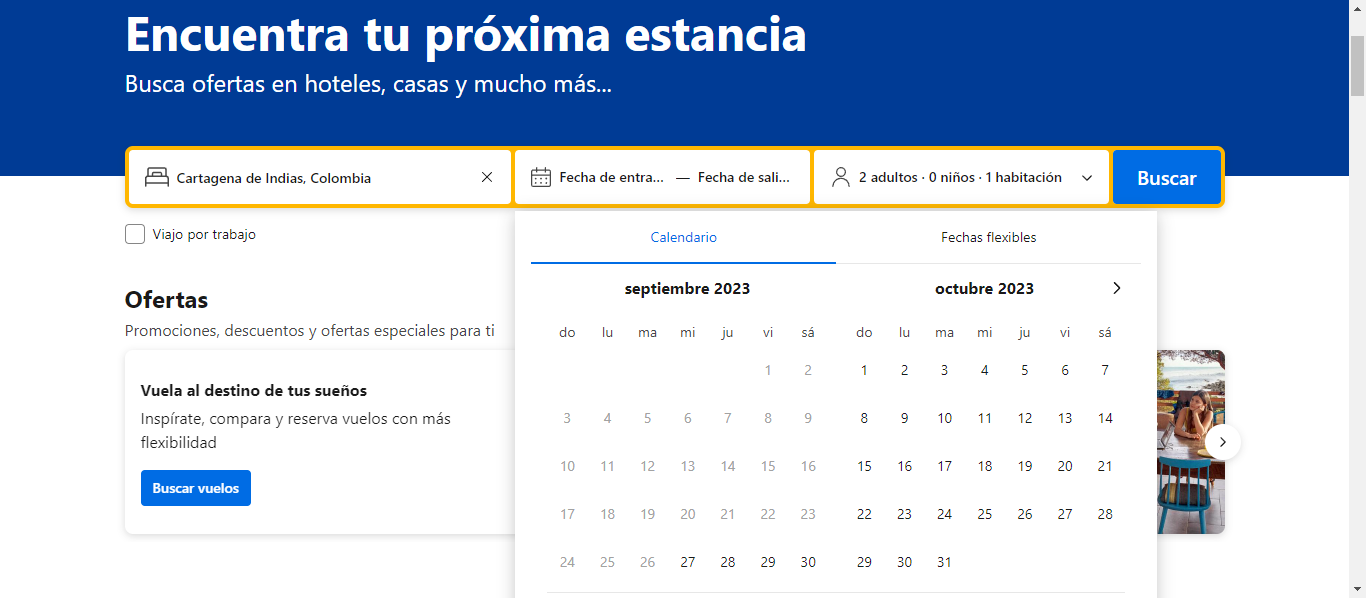 Encuentra tu próxima estancia
Busca ofertas en hoteles, casas y mucho más...
Cartagena de Indias, Colombia
Fecha de entra... — Fecha de sali...
2 adultos · 0 niños · 1 habitación
Buscar
Viajo por trabajo
Calendario
Fechas flexibles
septiembre 2023
do lu ma mi ju vi sá
1 2
3 4 5 6 7 8 9
10 11 12 13 14 15 16
17 18 19 20 21 22 23
24 25 26 27 28 29 30
octubre 2023
do lu ma mi ju vi sá
1 2 3 4 5 6 7
8 9 10 11 12 13 14
15 16 17 18 19 20 21
22 23 24 25 26 27 28
29 30 31
Ofertas
Promociones, descuentos y ofertas especiales para ti
Vuela al destino de tus sueños
Inspírate, compara y reserva vuelos con más
flexibilidad
Buscar vuelos